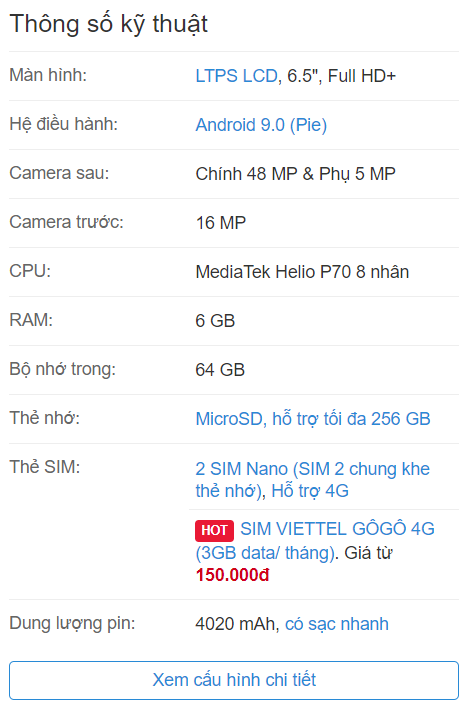 Thông số kỹ thuật
Màn hình: LTPS LCD, 6.5", Full HD+
Hệ điều hành: Android 9.0 (Pie)
Camera sau: Chính 48 MP & Phụ 5 MP
Camera trước: 16 MP
CPU: MediaTek Helio P70 8 nhân
RAM: 6 GB
Bộ nhớ trong: 64 GB
Thẻ nhớ: MicroSD, hỗ trợ tối đa 256 GB
Thẻ SIM: 2 SIM Nano (SIM 2 chung khe
thẻ nhớ), Hỗ trợ 4G
HOT SIM VIETTEL GÔGÔ 4G
(3GB data/ tháng). Giá từ
150.000đ
Dung lượng pin: 4020 mAh, có sạc nhanh
Xem cấu hình chi tiết